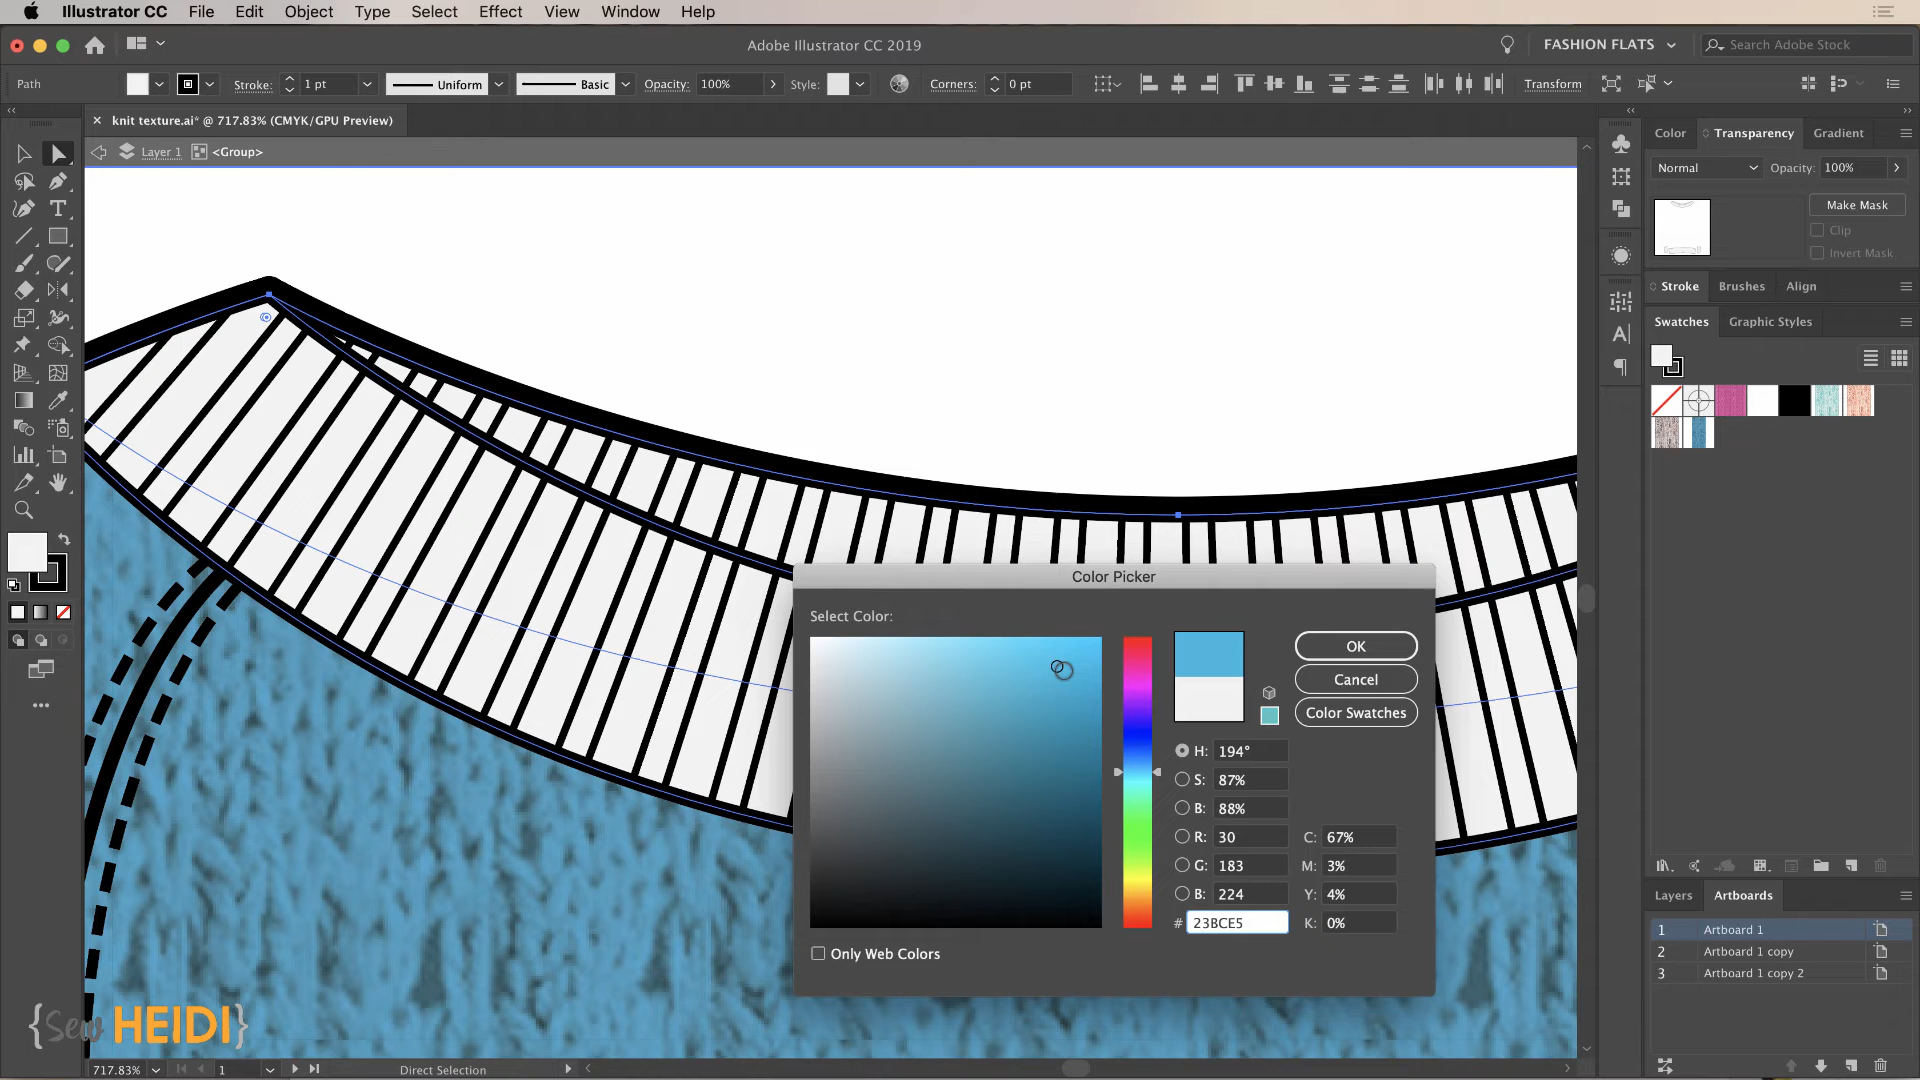 Illustrator CC File Edit Object Type Select Effect View Window Help
Adobe Illustrator CC 2019
FASHION FLATS
Search Adobe Stock
Path
Stroke: 1 pt
Uniform
Basic
Opacity: 100%
Style:
Corners: 0 pt
Transform
× knit texture.ai* @ 717.83% (CMYK/GPU Preview)
Layer 1 <Group>
Color Transparency Gradient
Normal Opacity: 100%
Make Mask
Clip
Invert Mask
Stroke Brushes Align
Swatches Graphic Styles
Color Picker
Select Color:
OK
Cancel
Color Swatches
H: 194°
S: 87%
B: 88%
R: 30 C: 67%
G: 183 M: 3%
B: 224 Y: 4%
# 23BCE5 K: 0%
Only Web Colors
Layers Artboards
1 Artboard 1
2 Artboard 1 copy
3 Artboard 1 copy 2
{Sew HEIDI}
717.83% 1 Direct Selection